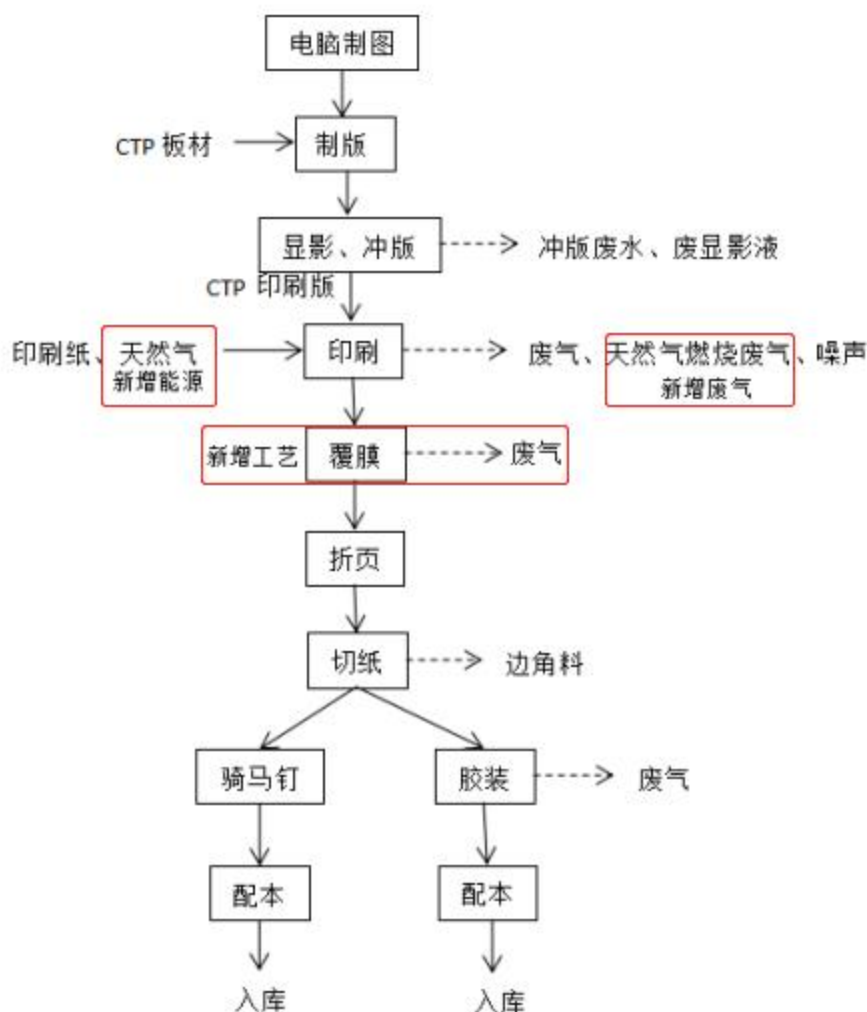 电脑制图
CTP 板材
制版
显影、冲版
冲版废水、废显影液
CTP 印刷版
印刷纸、天然气
新增能源
印刷
废气、天然气燃烧废气、噪声
新增废气
新增工艺
覆膜
废气
折页
切纸
边角料
骑马钉
胶装
废气
配本
配本
入库
入库